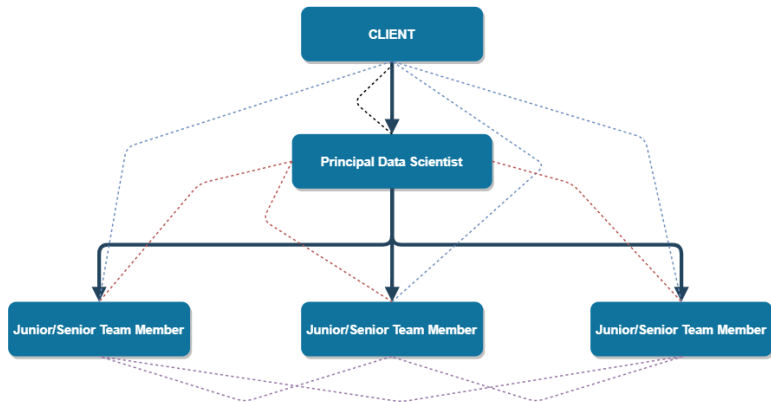 CLIENT
Principal Data Scientist
Junior/Senior Team Member
Junior/Senior Team Member
Junior/Senior Team Member